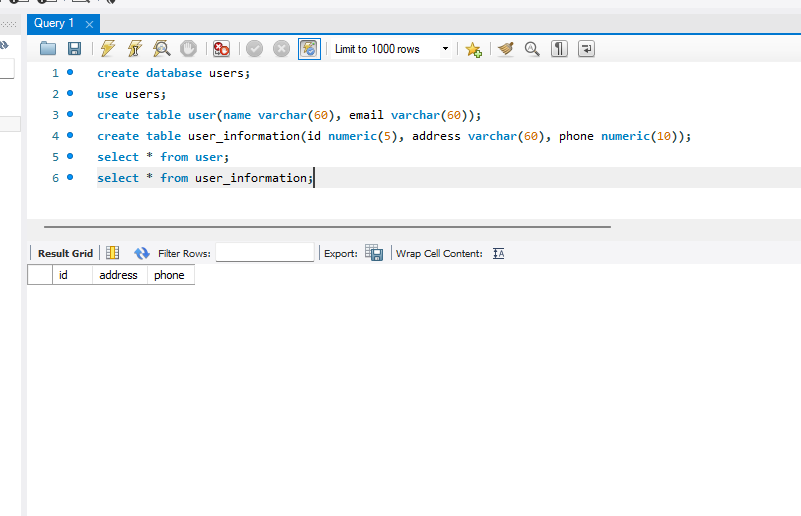 Query 1
Limit to 1000 rows
1 create database users;
2 use users;
3 create table user(name varchar(60), email varchar(60));
4 create table user_information(id numeric(5), address varchar(60), phone numeric(10));
5 select * from user;
6 select * from user_information;
Result Grid Filter Rows: Export: Wrap Cell Content:
id address phone